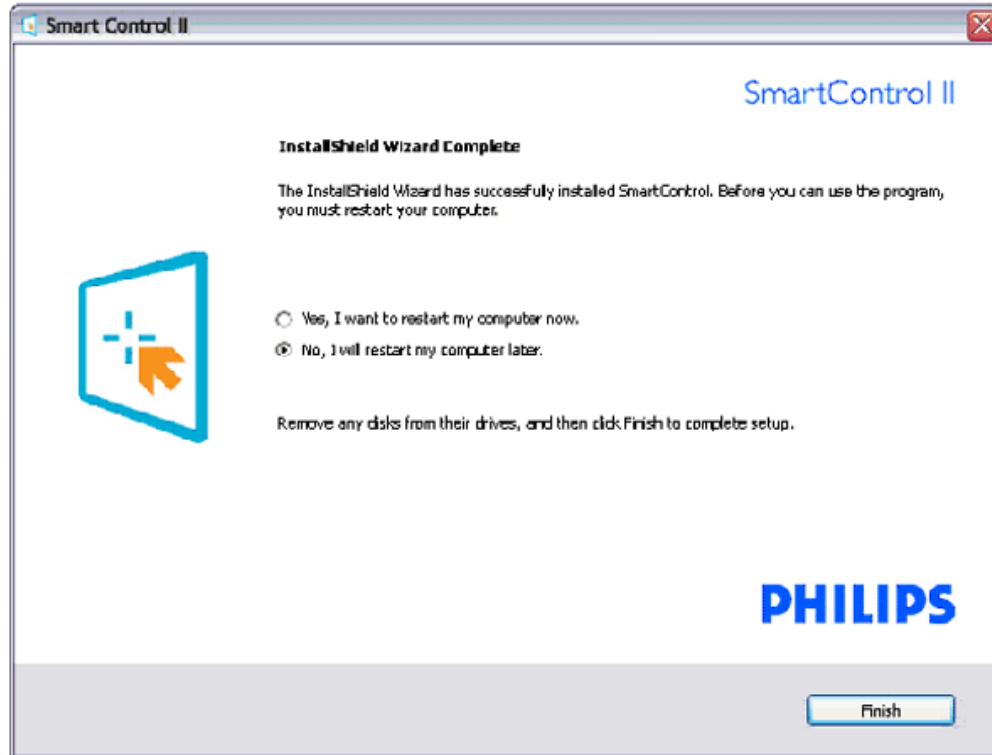 Smart Control II
SmartControl II
InstallShield Wizard Complete
The InstallShield Wizard has successfully installed SmartControl. Before you can use the program,
you must restart your computer.
Yes, I want to restart my computer now.
No, I will restart my computer later.
Remove any disks from their drives, and then click Finish to complete setup.
PHILIPS
Finish